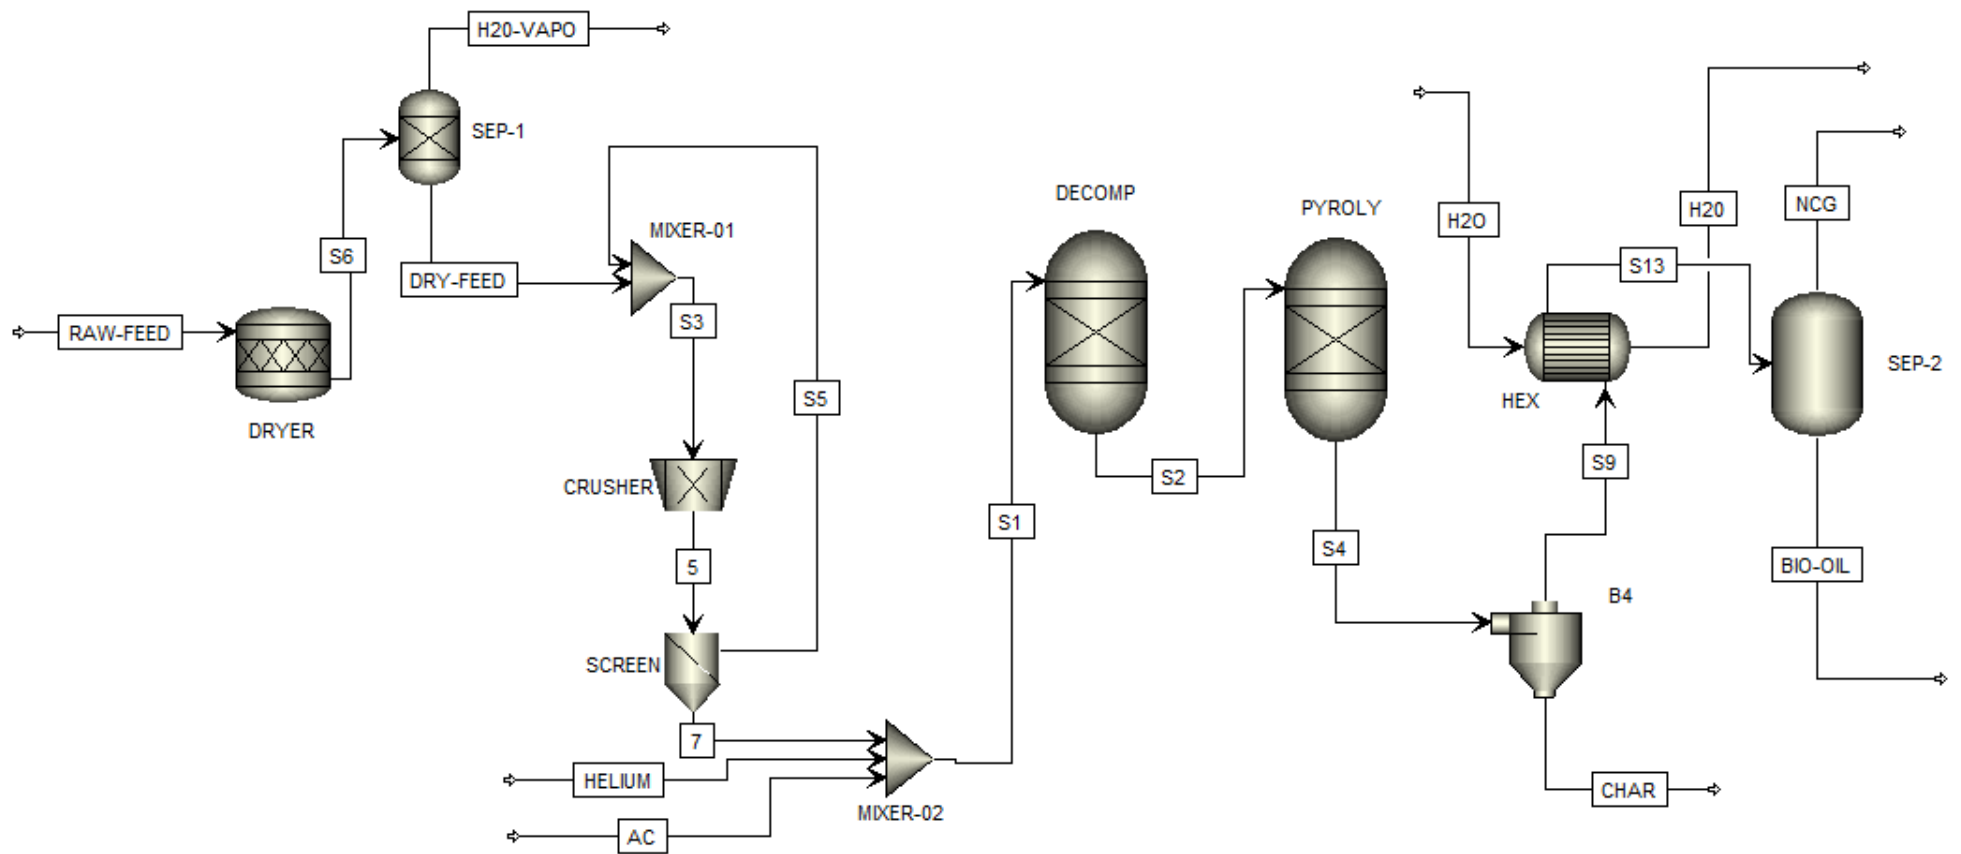 H20-VAPO
SEP-1
S6
RAW-FEED
DRYER
DRY-FEED
MIXER-01
S3
S5
CRUSHER
5
SCREEN
7
HELIUM
AC
MIXER-02
S1
DECOMP
S2
PYROLY
S4
H2O
HEX
S9
B4
CHAR
S13
H20
NCG
SEP-2
BIO-OIL